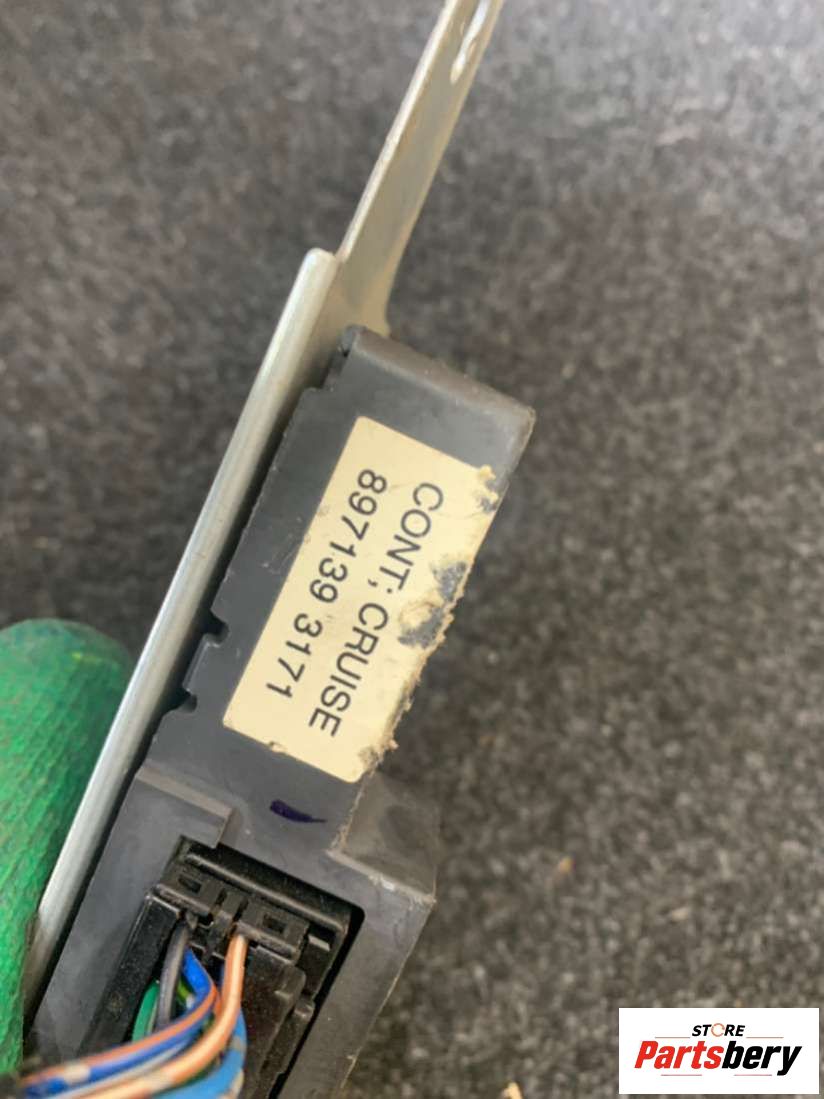 CONT; CRUISE
897139 3171
STORE
Partsbery